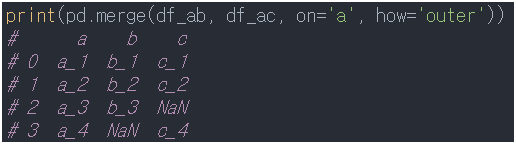 print(pd.merge(df_ab, df_ac, on='a', how='outer'))
#      a    b    c
# 0  a_1  b_1  c_1
# 1  a_2  b_2  c_2
# 2  a_3  b_3  NaN
# 3  a_4  NaN  c_4